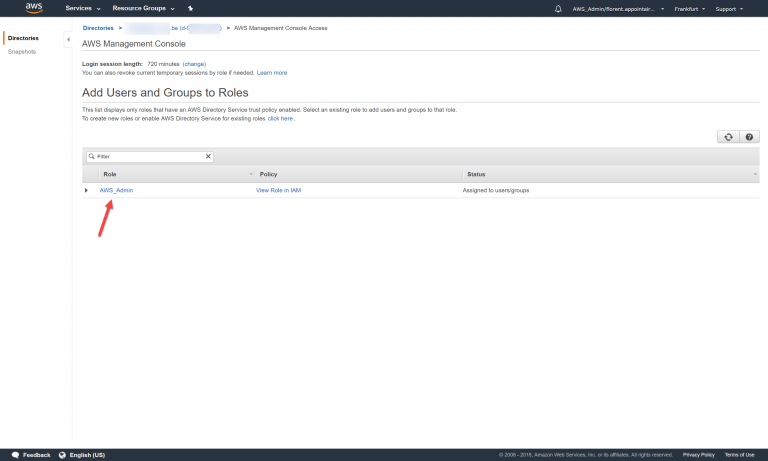 aws Services Resource Groups AWS_Admin/florent.appointair... Frankfurt Support
Directories
Snapshots
Directories > .be (d- ) > AWS Management Console Access
AWS Management Console
Login session length: 720 minutes (change)
You can also revoke current temporary sessions by role if needed. Learn more
Add Users and Groups to Roles
This list displays only roles that have an AWS Directory Service trust policy enabled. Select an existing role to add users and groups to that role.
To create new roles or enable AWS Directory Service for existing roles click here.
Filter
Role Policy Status
AWS_Admin View Role in IAM Assigned to users/groups
Feedback English (US) © 2008 - 2018, Amazon Web Services, Inc. or its affiliates. All rights reserved. Privacy Policy Terms of Use